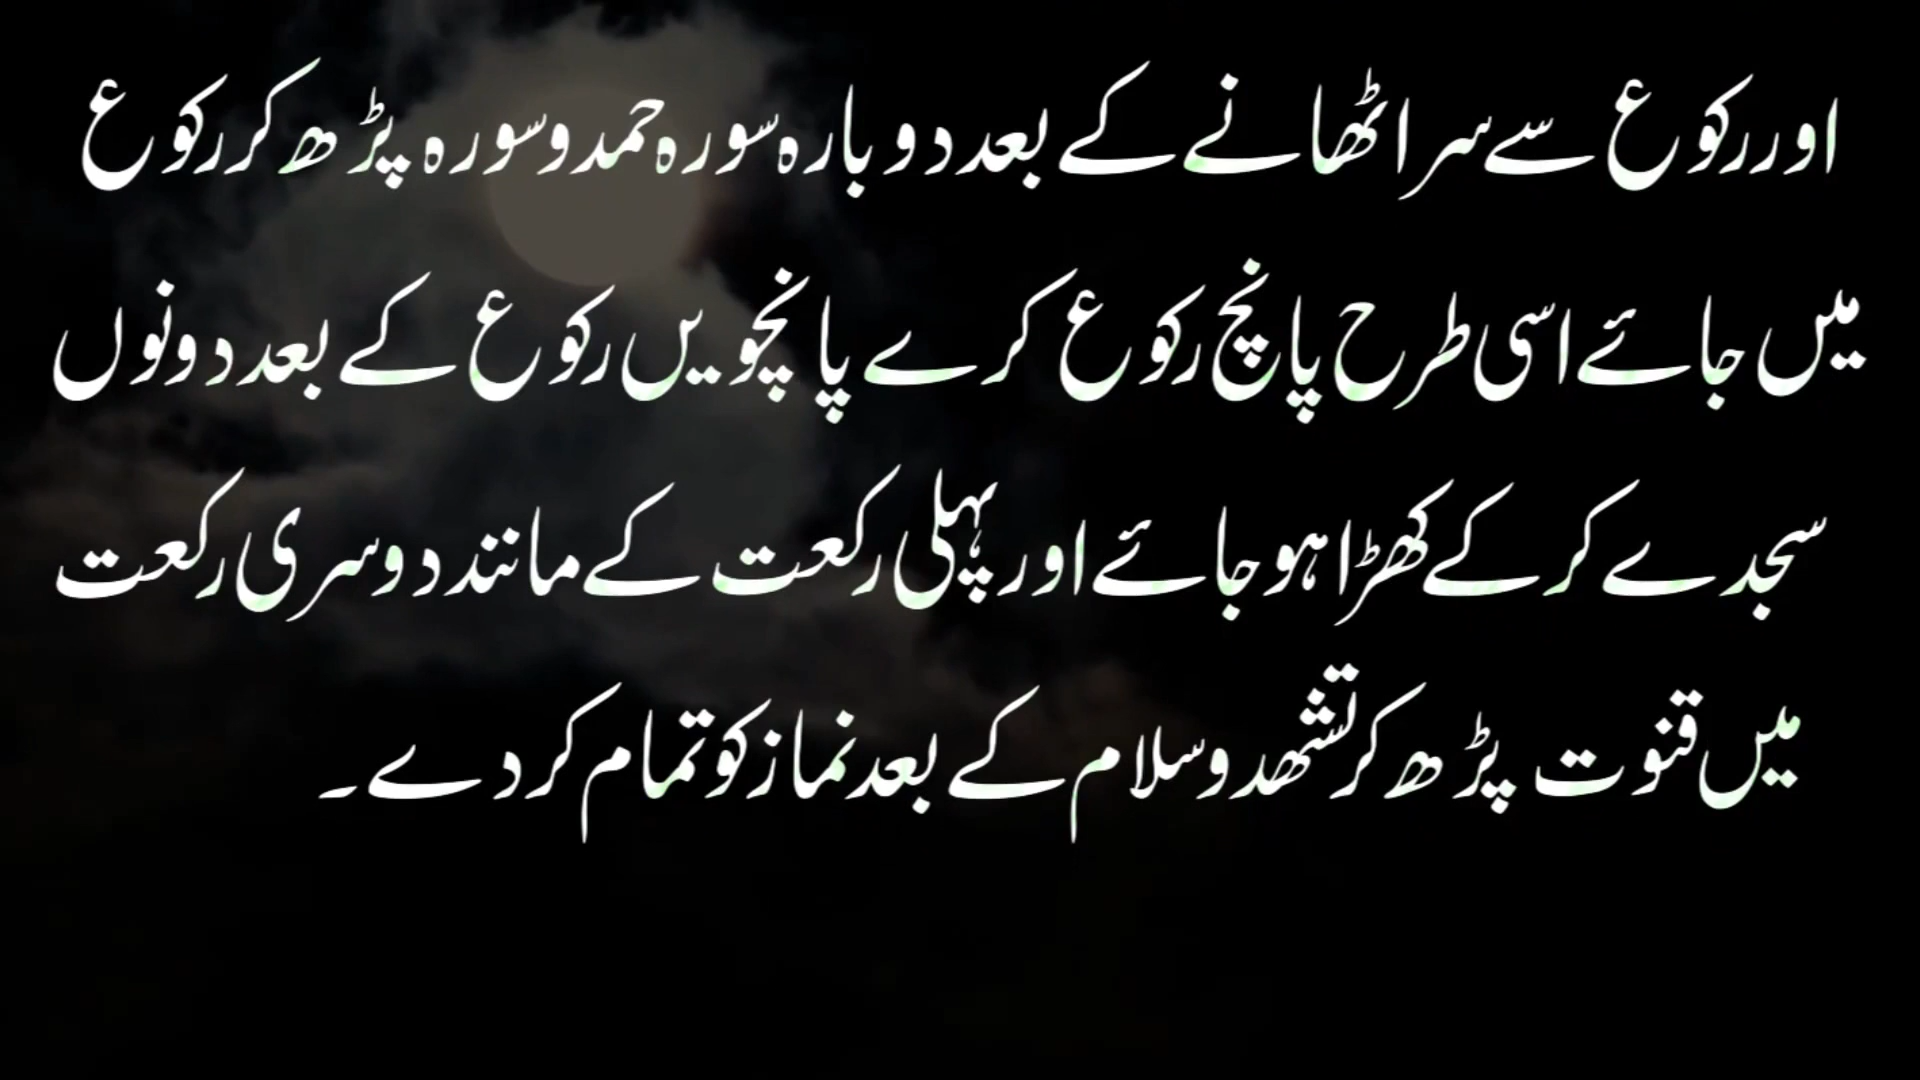 اور رکوع سے سر اٹھانے کے بعد دوبارہ سورہ حمد و سورہ پڑھ کر رکوع
میں جائے اسی طرح پانچ رکوع کرے پانچویں رکوع کے بعد دونوں
سجدے کر کے کھڑا ہو جائے اور پہلی رکعت کے مانند دوسری رکعت
میں قنوت پڑھ کر تشھد و سلام کے بعد نماز کو تمام کر دے۔